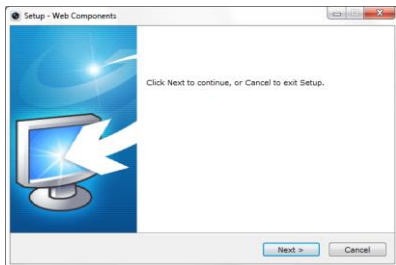 Setup - Web Components
Click Next to continue, or Cancel to exit Setup.
Next >
Cancel